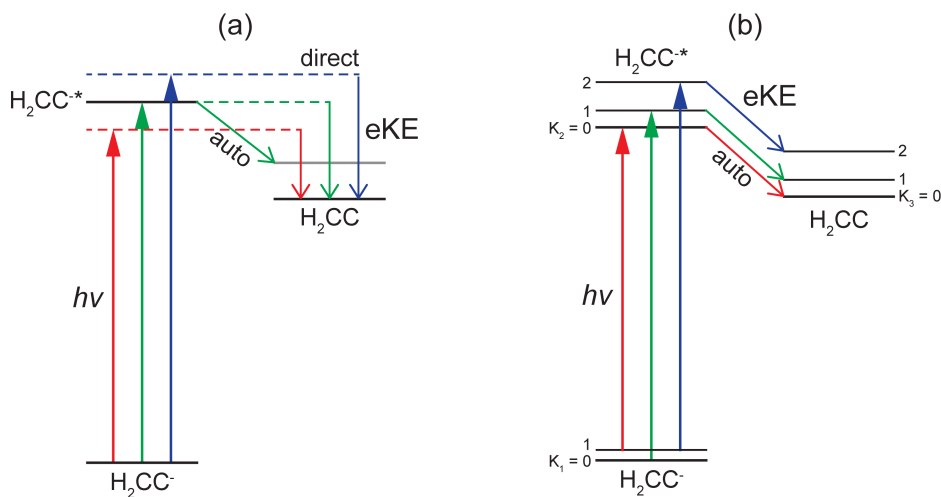 (a)
direct
H₂CC⁻*
eKE
auto
H₂CC
hν
H₂CC⁻
(b)
H₂CC⁻*
2
eKE
1
K₂ = 0
auto
2
1
K₃ = 0
H₂CC
hν
1
K₁ = 0
H₂CC⁻